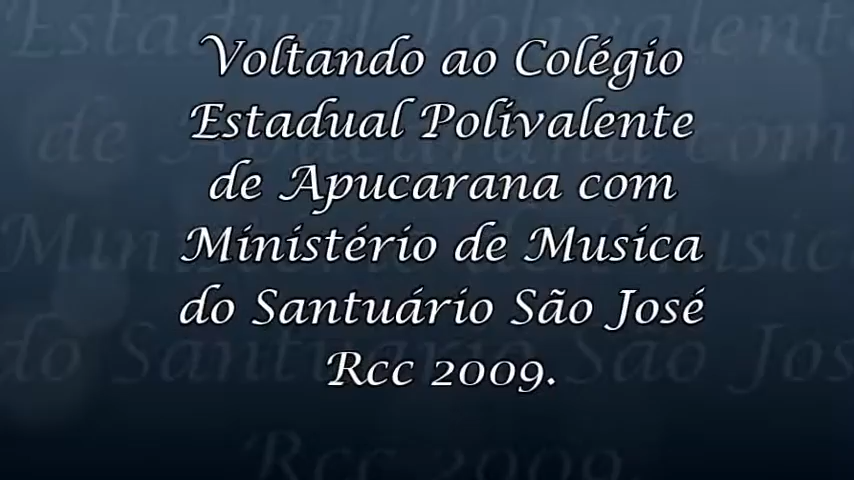 Voltando ao Colégio
Estadual Polivalente
de Apucarana com
Ministério de Musica
do Santuário São José
Rcc 2009.